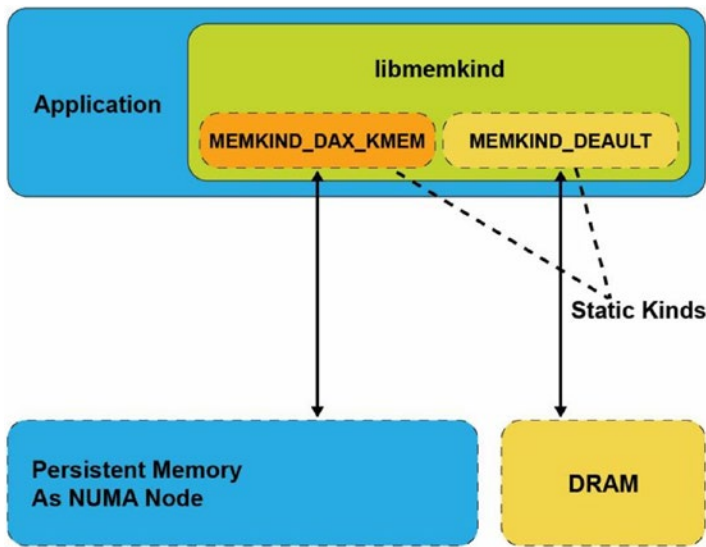 libmemkind
Application
MEMKIND_DAX_KMEM
MEMKIND_DEAULT
Static Kinds
Persistent Memory
As NUMA Node
DRAM